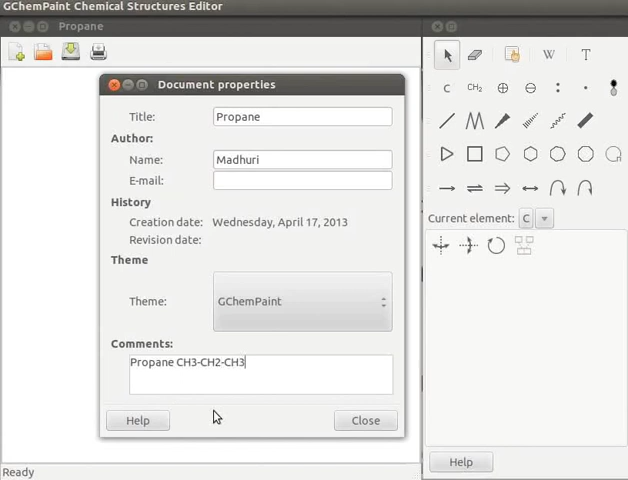 GChemPaint Chemical Structures Editor
Propane
Document properties
Title: Propane
Author:
Name: Madhuri
E-mail:
History
Creation date: Wednesday, April 17, 2013
Revision date:
Theme
Theme: GChemPaint
Comments:
Propane CH3-CH2-CH3
Help Close
Ready
W T
C CH2
Current element: C
Help